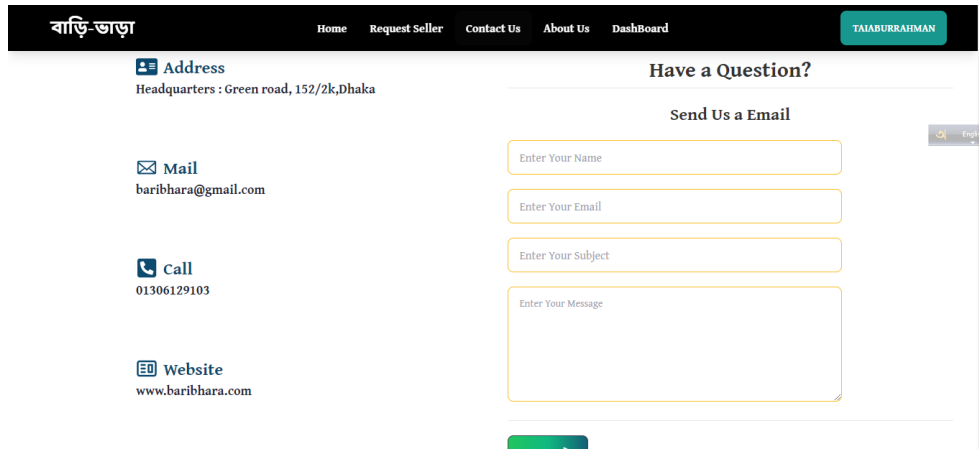 বাড়ি-ভাড়া
Home Request Seller Contact Us About Us DashBoard
TAIABURRAHMAN
Address
Headquarters : Green road, 152/2k,Dhaka
Mail
baribhara@gmail.com
Call
01306129103
Website
www.baribhara.com
Have a Question?
Send Us a Email
Enter Your Name
Enter Your Email
Enter Your Subject
Enter Your Message